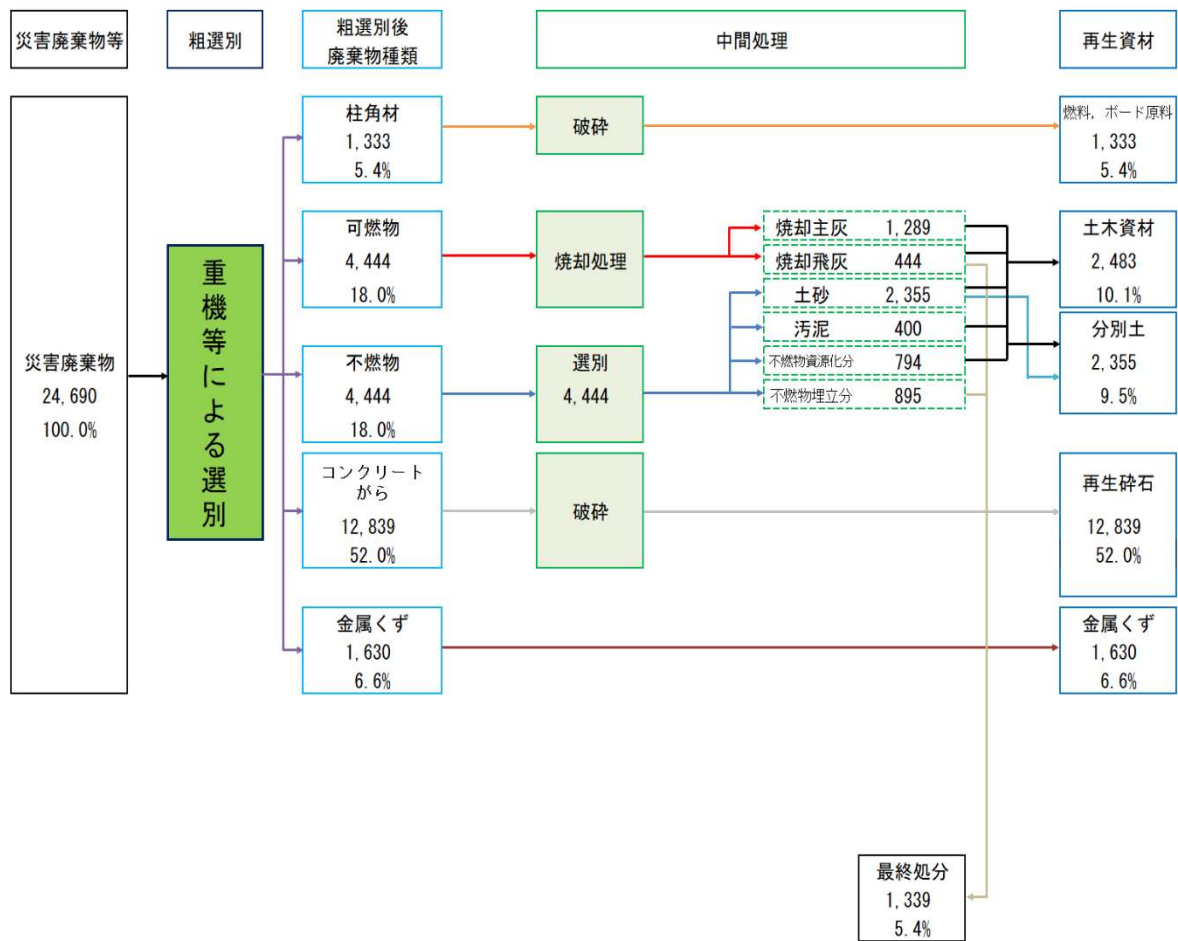 災害廃棄物等
粗選別
粗選別後
廃棄物種類
中間処理
再生資材
災害廃棄物
24,690
100.0%
重機等による選別
柱角材
1,333
5.4%
破砕
燃料，ボード原料
1,333
5.4%
可燃物
4,444
18.0%
焼却処理
焼却主灰 1,289
焼却飛灰 444
土砂 2,355
汚泥 400
不燃物資源化分 794
不燃物埋立分 895
土木資材
2,483
10.1%
分別土
2,355
9.5%
不燃物
4,444
18.0%
選別
4,444
コンクリート
がら
12,839
52.0%
破砕
再生砕石
12,839
52.0%
金属くず
1,630
6.6%
金属くず
1,630
6.6%
最終処分
1,339
5.4%